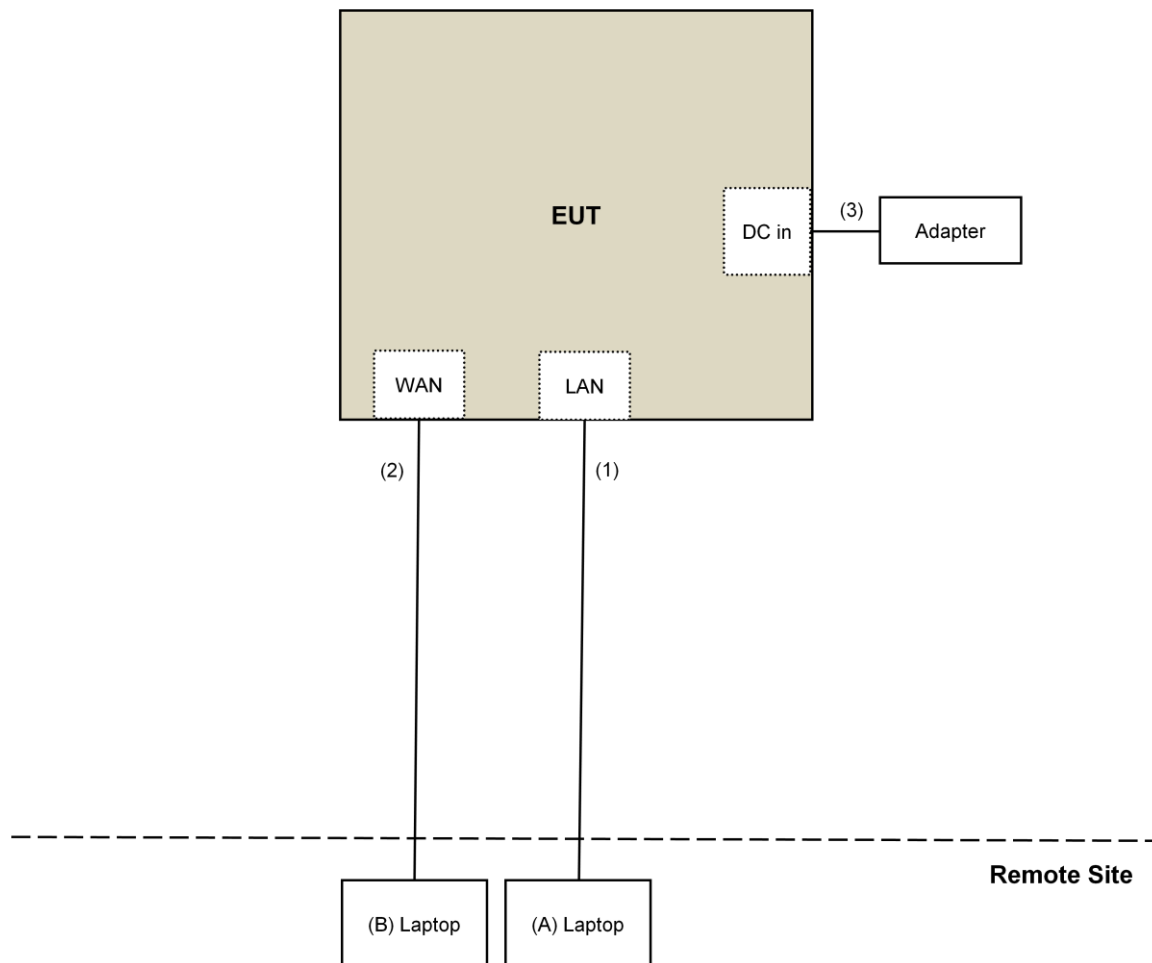 EUT
DC in
(3)
Adapter
WAN
LAN
(2)
(1)
Remote Site
(B) Laptop
(A) Laptop